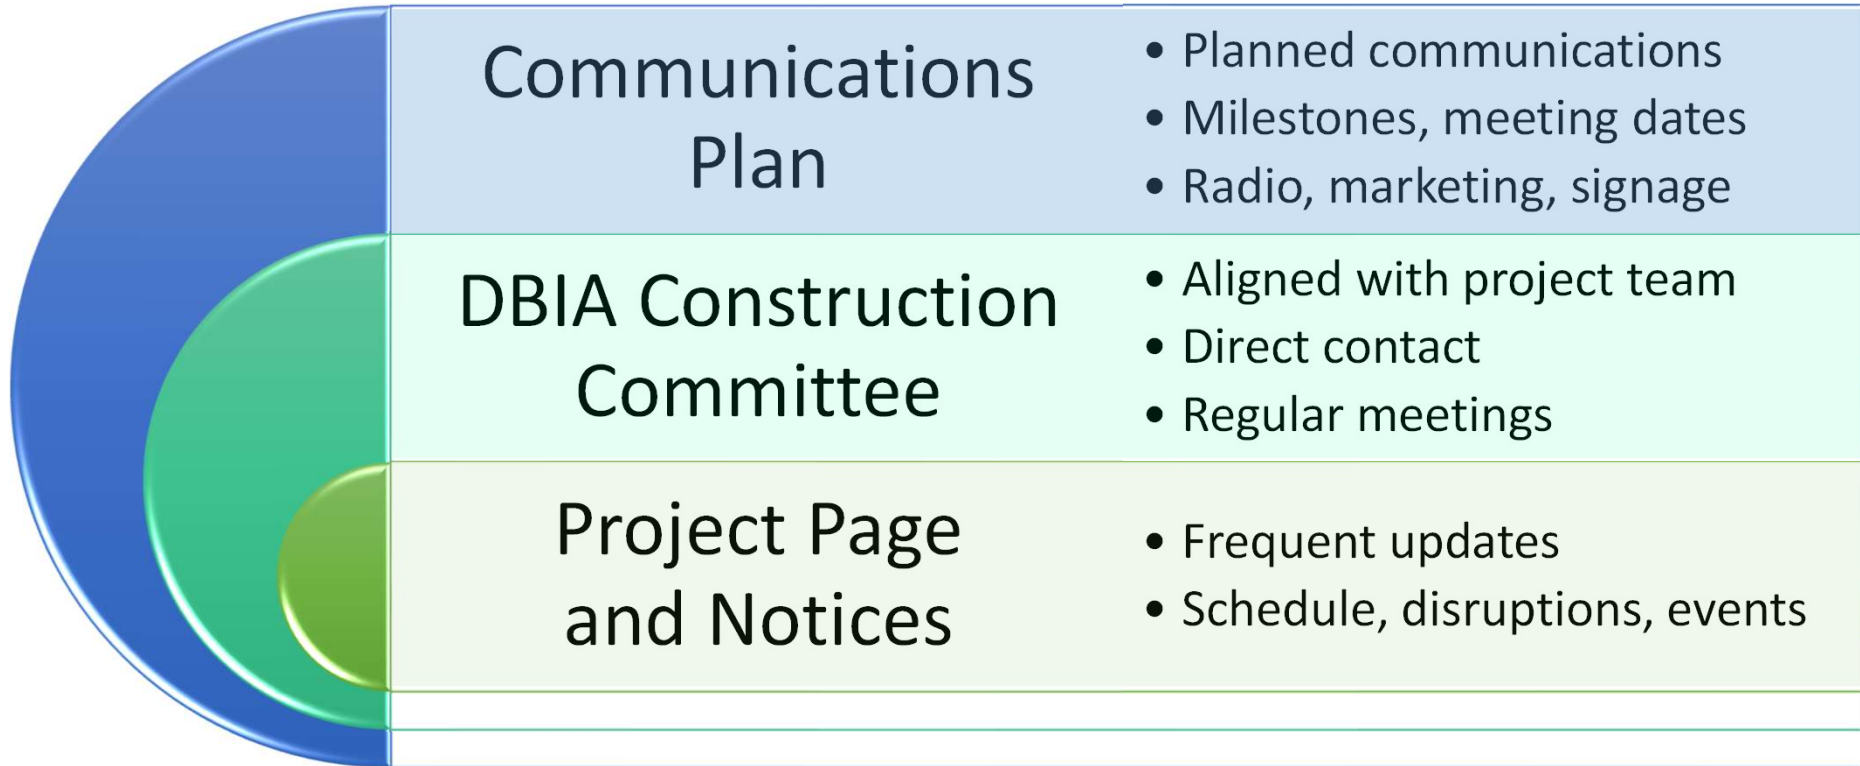 Communications
Plan
• Planned communications
• Milestones, meeting dates
• Radio, marketing, signage
DBIA Construction
Committee
• Aligned with project team
• Direct contact
• Regular meetings
Project Page
and Notices
• Frequent updates
• Schedule, disruptions, events